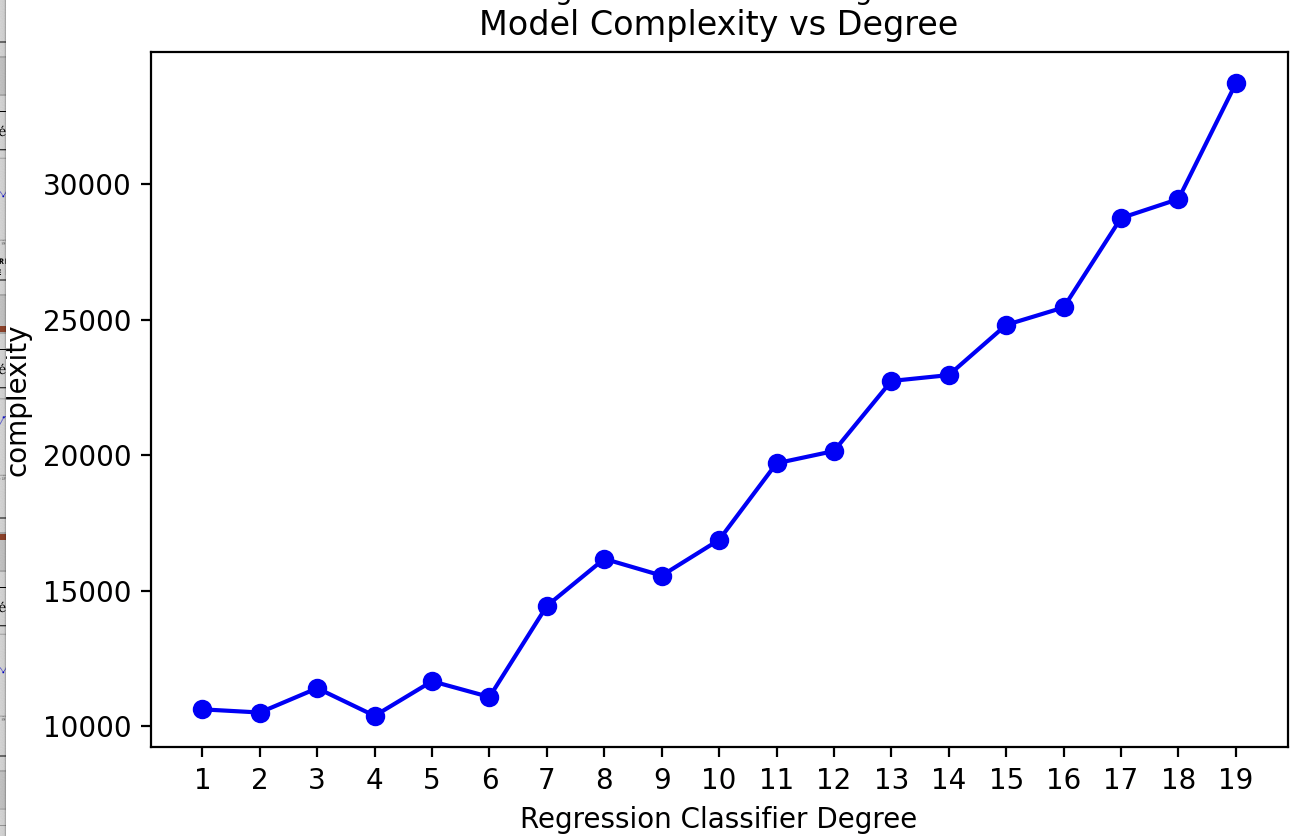 Model Complexity vs Degree
complexity
30000
25000
20000
15000
10000
1 2 3 4 5 6 7 8 9 10 11 12 13 14 15 16 17 18 19
Regression Classifier Degree